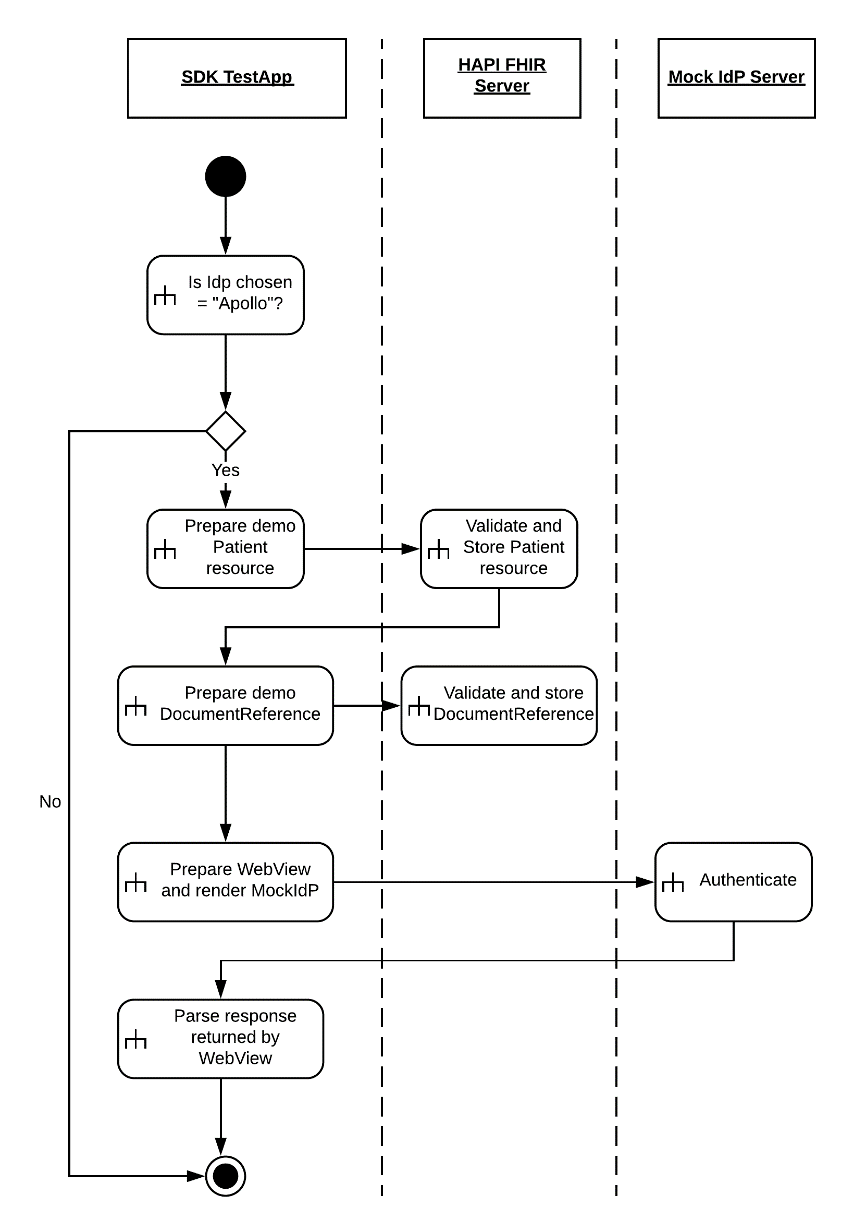 SDK TestApp
HAPI FHIR
Server
Mock IdP Server
Is Idp chosen
= "Apollo"?
Yes
Prepare demo
Patient
resource
Validate and
Store Patient
resource
Prepare demo
DocumentReference
Validate and store
DocumentReference
No
Prepare WebView
and render MockIdP
Authenticate
Parse response
returned by
WebView